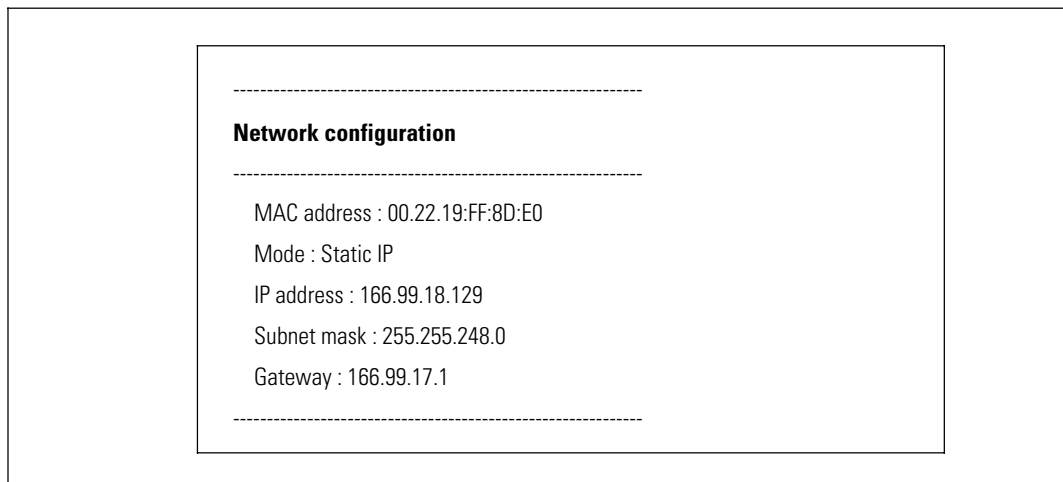 -------------------------------------------------------------
Network configuration
-------------------------------------------------------------
MAC address : 00.22.19:FF:8D:E0
Mode : Static IP
IP address : 166.99.18.129
Subnet mask : 255.255.248.0
Gateway : 166.99.17.1
-------------------------------------------------------------